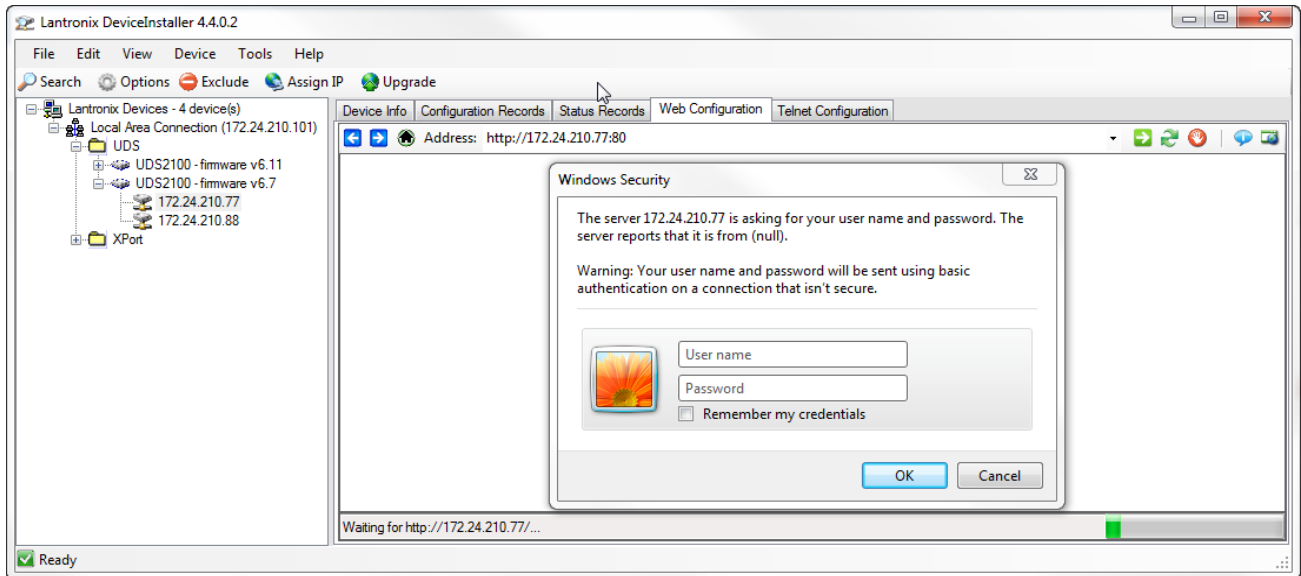 Lantronix DeviceInstaller 4.4.0.2
File Edit View Device Tools Help
Search Options Exclude Assign IP Upgrade
Lantronix Devices - 4 device(s)
Local Area Connection (172.24.210.101)
UDS
UDS2100 - firmware v6.11
UDS2100 - firmware v6.7
172.24.210.77
172.24.210.88
XPort
Device Info Configuration Records Status Records Web Configuration Telnet Configuration
Address: http://172.24.210.77:80
Windows Security
The server 172.24.210.77 is asking for your user name and password. The
server reports that it is from (null).
Warning: Your user name and password will be sent using basic
authentication on a connection that isn't secure.
User name
Password
Remember my credentials
OK Cancel
Waiting for http://172.24.210.77/...
Ready